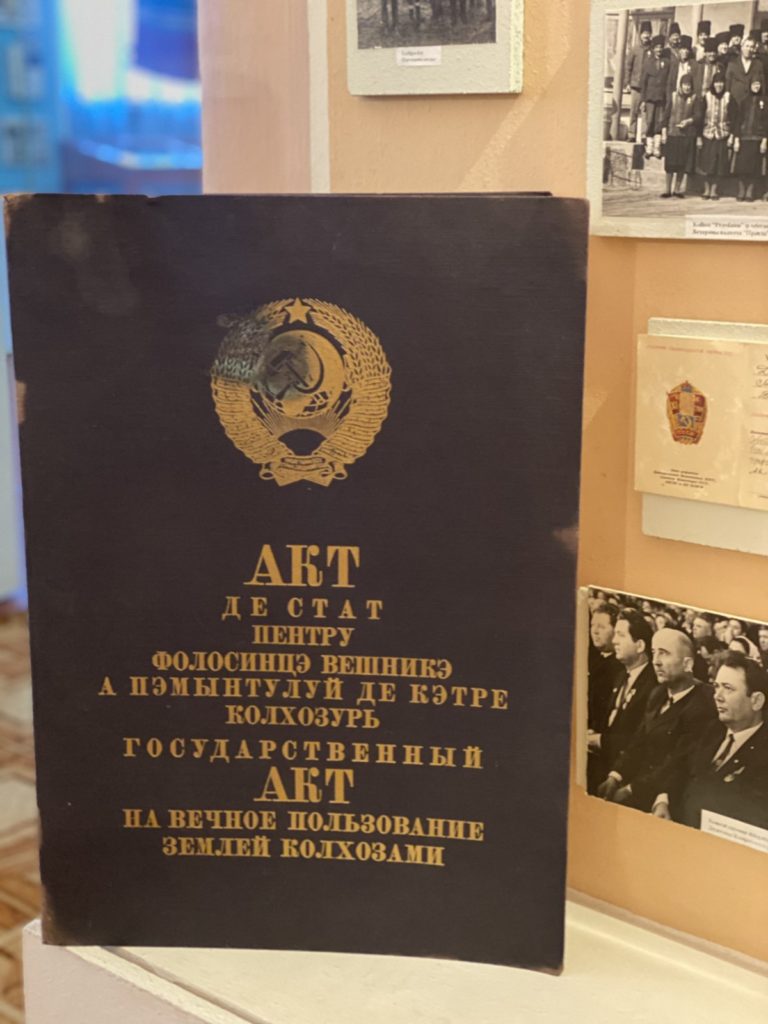 АКТ
ДЕ СТАТ
ПЕНТРУ
ФОЛОСИНЦЭ ВЕШНИКЭ
А ПЭМЫНТУЛУЙ ДЕ КЭТРЕ
КОЛХОЗУРЬ
ГОСУДАРСТВЕННЫЙ
АКТ
НА ВЕЧНОЕ ПОЛЬЗОВАНИЕ
ЗЕМЛЕЙ КОЛХОЗАМИ